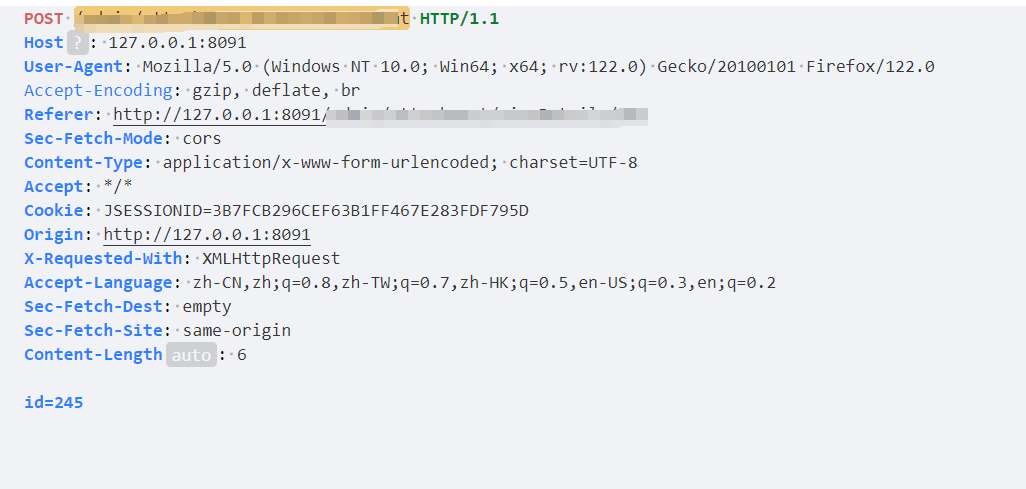 POST HTTP/1.1
Host ? : 127.0.0.1:8091
User-Agent: Mozilla/5.0 (Windows NT 10.0; Win64; x64; rv:122.0) Gecko/20100101 Firefox/122.0
Accept-Encoding: gzip, deflate, br
Referer: http://127.0.0.1:8091/
Sec-Fetch-Mode: cors
Content-Type: application/x-www-form-urlencoded; charset=UTF-8
Accept: */*
Cookie: JSESSIONID=3B7FCB296CEF63B1FF467E283FDF795D
Origin: http://127.0.0.1:8091
X-Requested-With: XMLHttpRequest
Accept-Language: zh-CN,zh;q=0.8,zh-TW;q=0.7,zh-HK;q=0.5,en-US;q=0.3,en;q=0.2
Sec-Fetch-Dest: empty
Sec-Fetch-Site: same-origin
Content-Length auto : 6
id=245